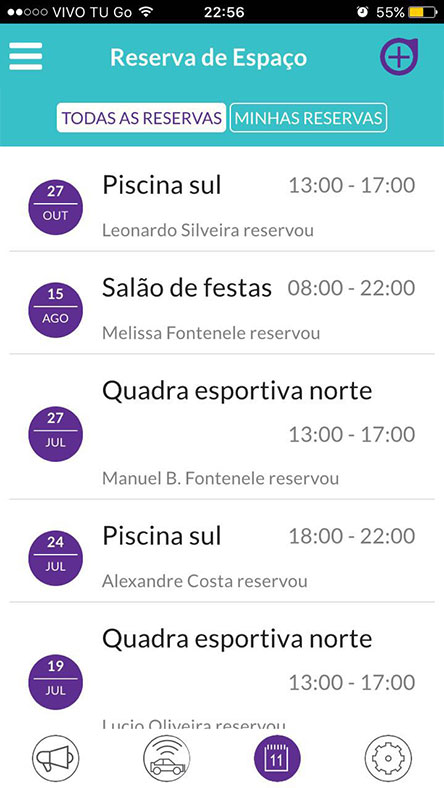 VIVO TU Go 22:56 55%
Reserva de Espaço
TODAS AS RESERVAS MINHAS RESERVAS
27 OUT
Piscina sul 13:00 - 17:00
Leonardo Silveira reservou
15 AGO
Salão de festas 08:00 - 22:00
Melissa Fontenele reservou
27 JUL
Quadra esportiva norte
13:00 - 17:00
Manuel B. Fontenele reservou
24 JUL
Piscina sul 18:00 - 22:00
Alexandre Costa reservou
19 JUL
Quadra esportiva norte
13:00 - 17:00
Lucio Oliveira reservou
11